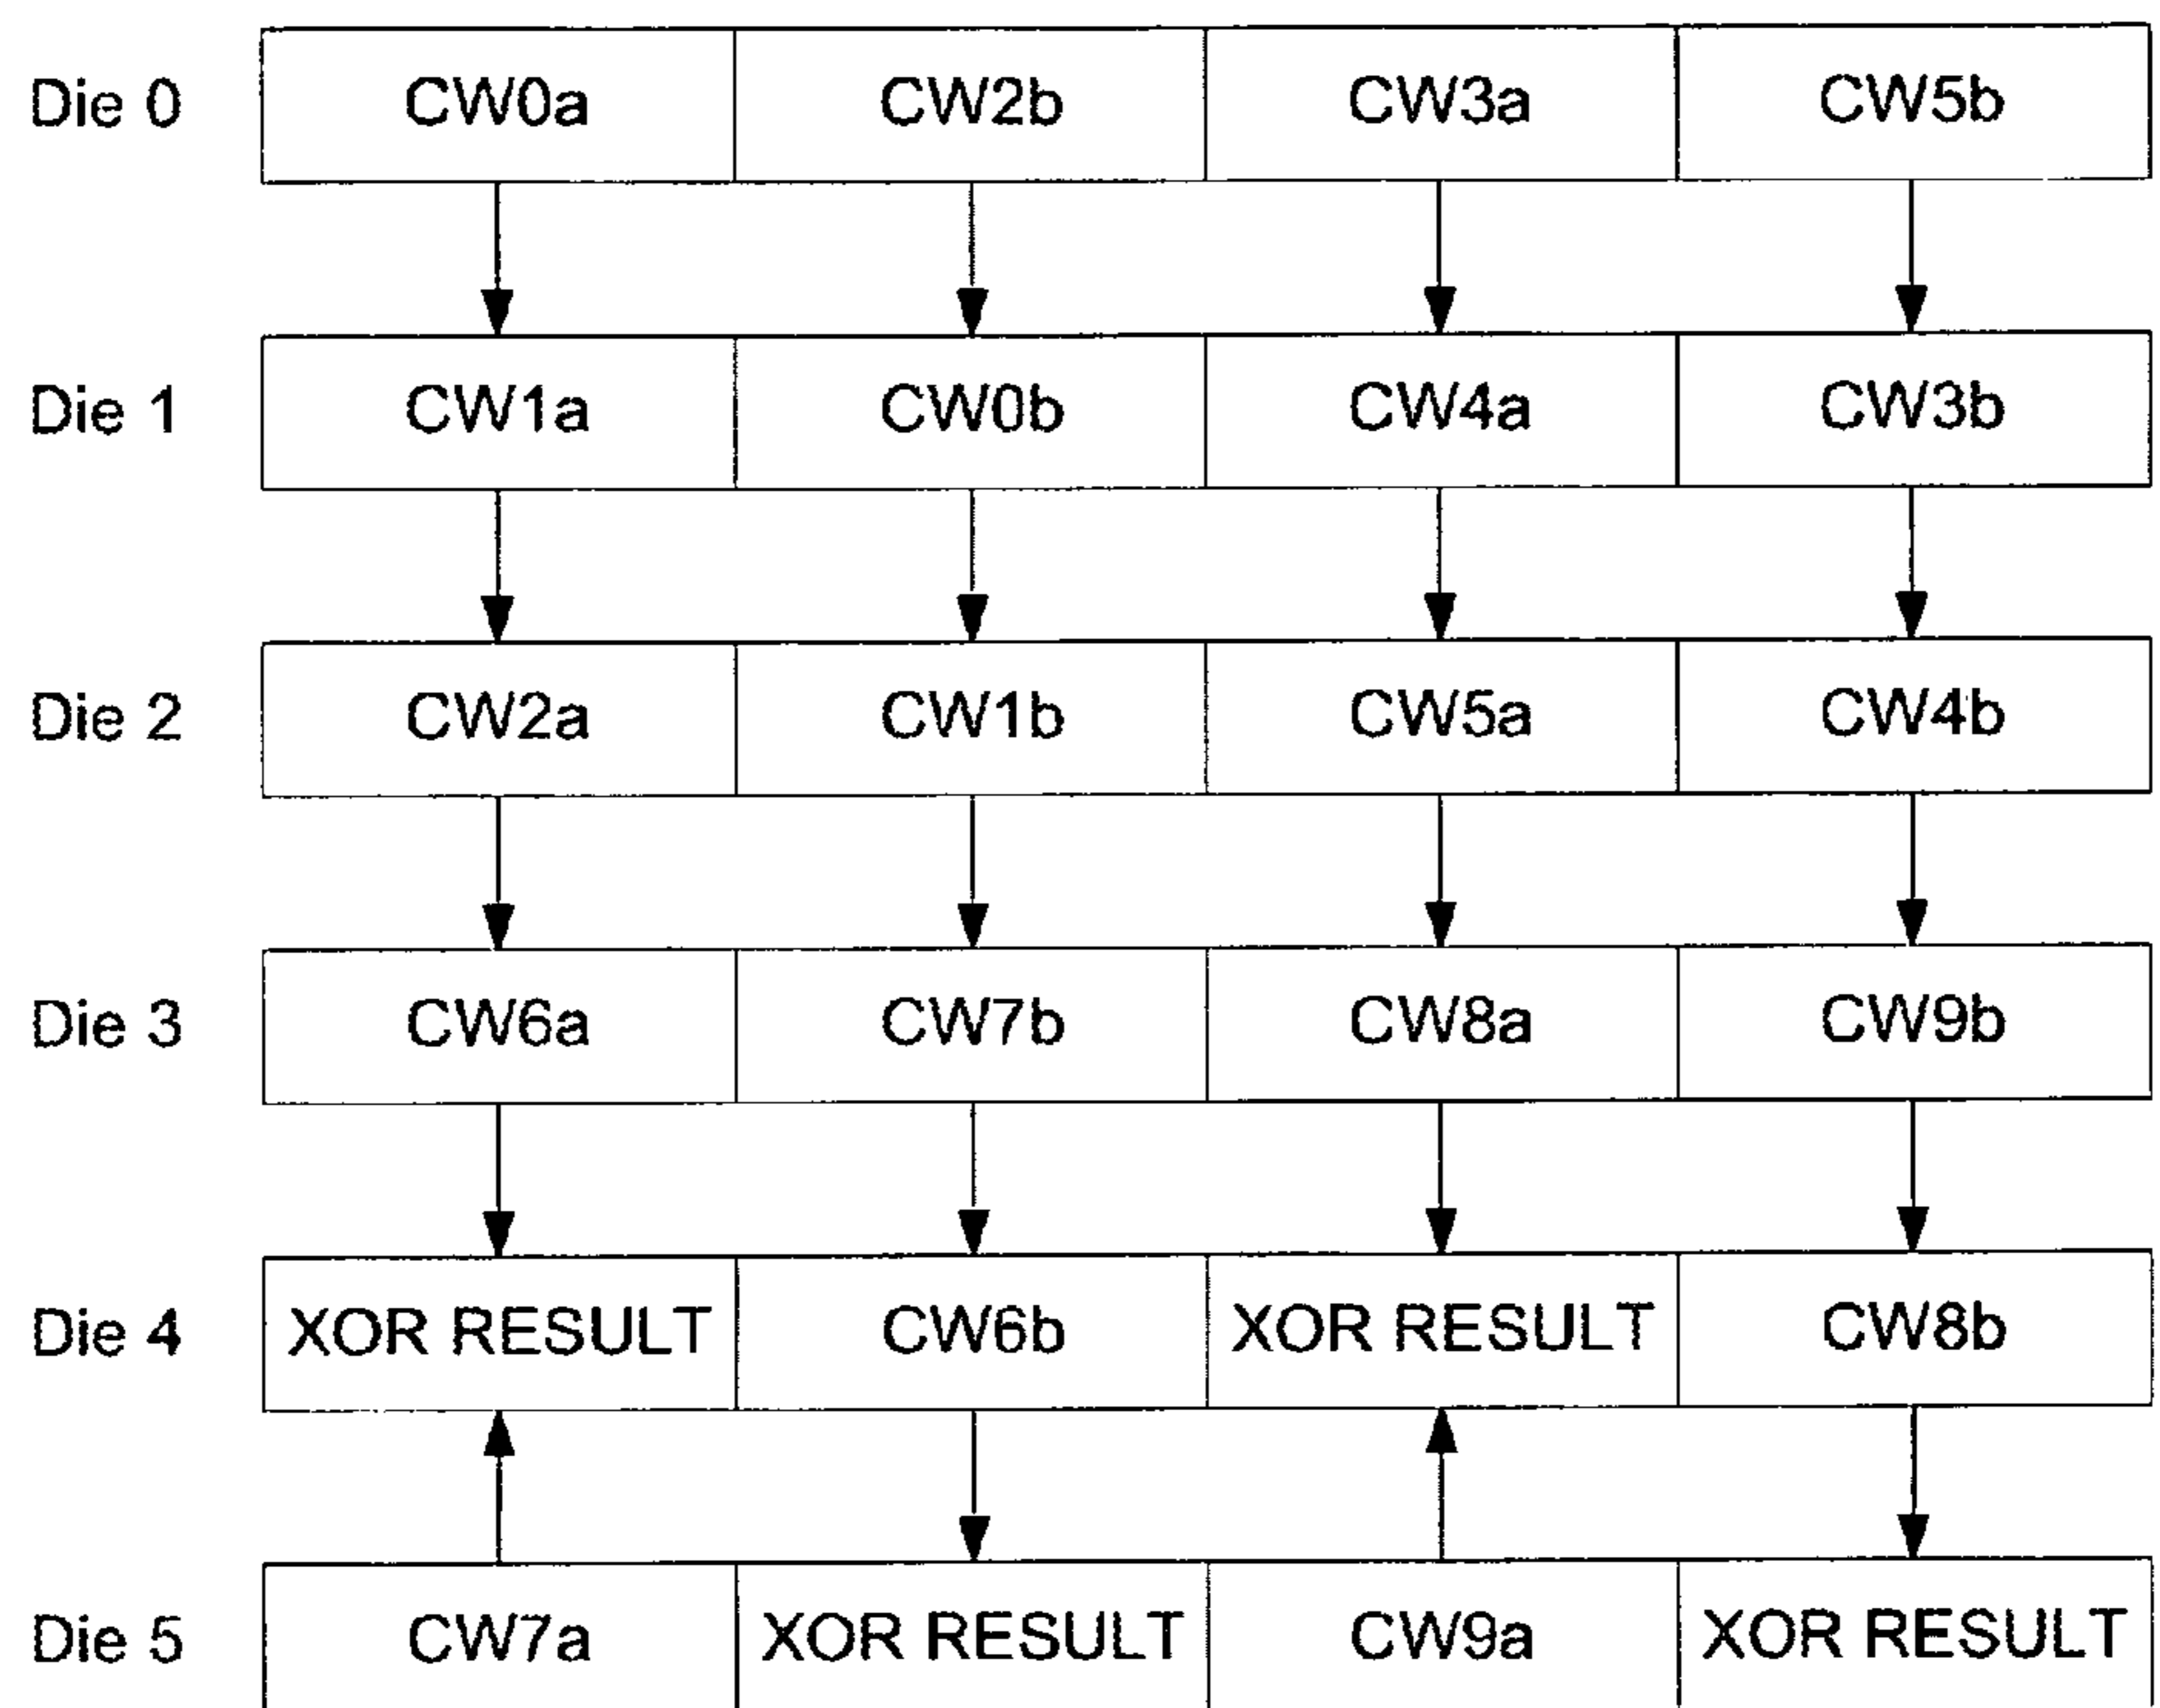 Die 0 CW0a CW2b CW3a CW5b
Die 1 CW1a CW0b CW4a CW3b
Die 2 CW2a CW1b CW5a CW4b
Die 3 CW6a CW7b CW8a CW9b
Die 4 XOR RESULT CW6b XOR RESULT CW8b
Die 5 CW7a XOR RESULT CW9a XOR RESULT